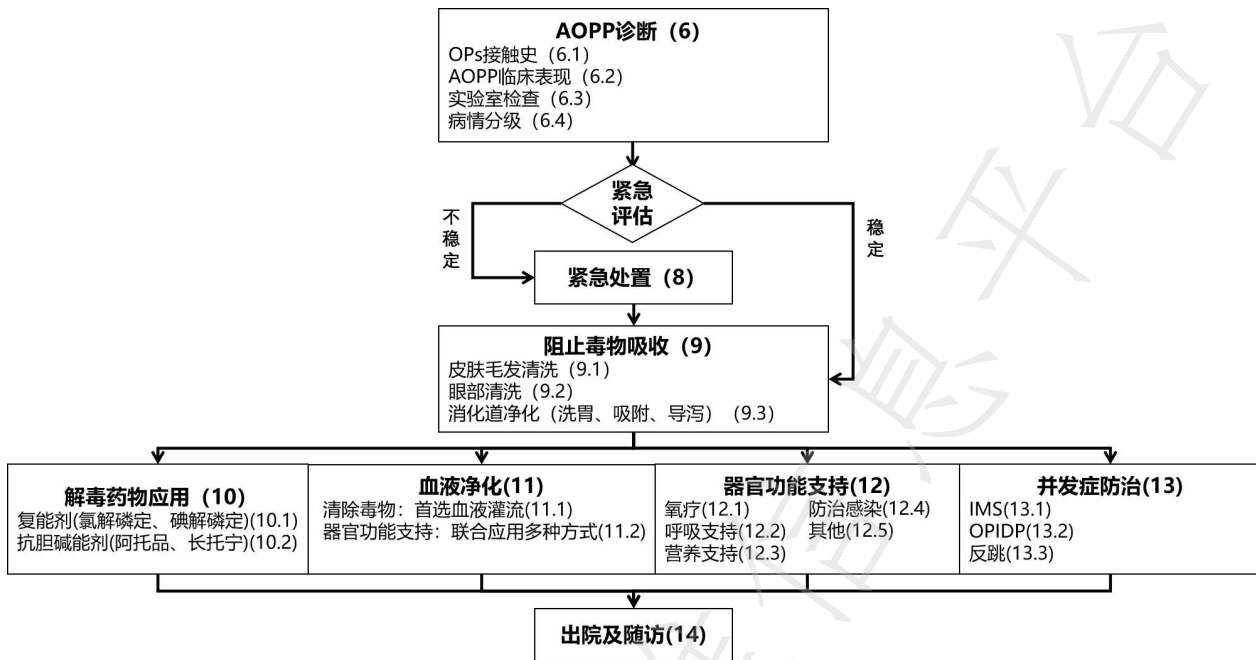 AOPP诊断（6）
OPs接触史（6.1）
AOPP临床表现（6.2）
实验室检查（6.3）
病情分级（6.4）
紧急
评估
不稳定
稳定
紧急处置（8）
阻止毒物吸收（9）
皮肤毛发清洗（9.1）
眼部清洗（9.2）
消化道净化（洗胃、吸附、导泻）（9.3）
解毒药物应用（10）
复能剂(氯解磷定、碘解磷定)(10.1)
抗胆碱能剂(阿托品、长托宁)(10.2)
血液净化(11)
清除毒物：首选血液灌流(11.1)
器官功能支持：联合应用多种方式(11.2)
器官功能支持(12)
氧疗(12.1) 防治感染(12.4)
呼吸支持(12.2) 其他(12.5)
营养支持(12.3)
并发症防治(13)
IMS(13.1)
OPIDP(13.2)
反跳(13.3)
出院及随访(14)
信息平台